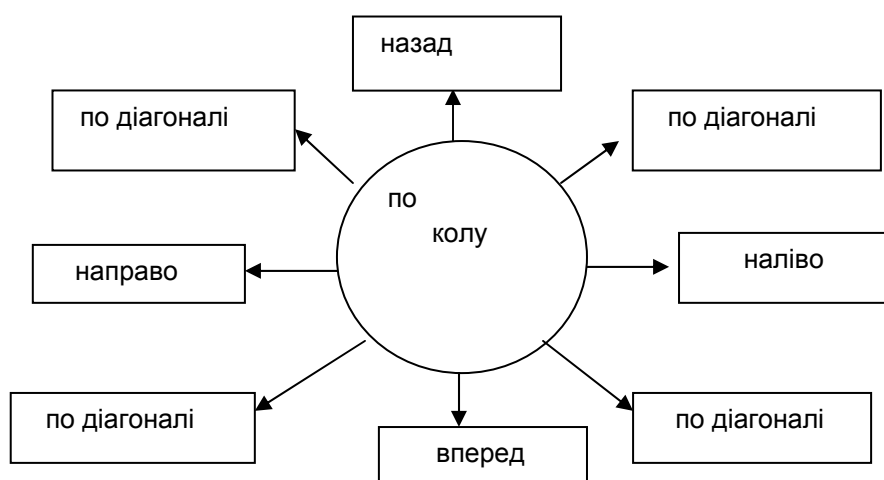 назад
по діагоналі
по діагоналі
по
колу
направо
наліво
по діагоналі
по діагоналі
вперед